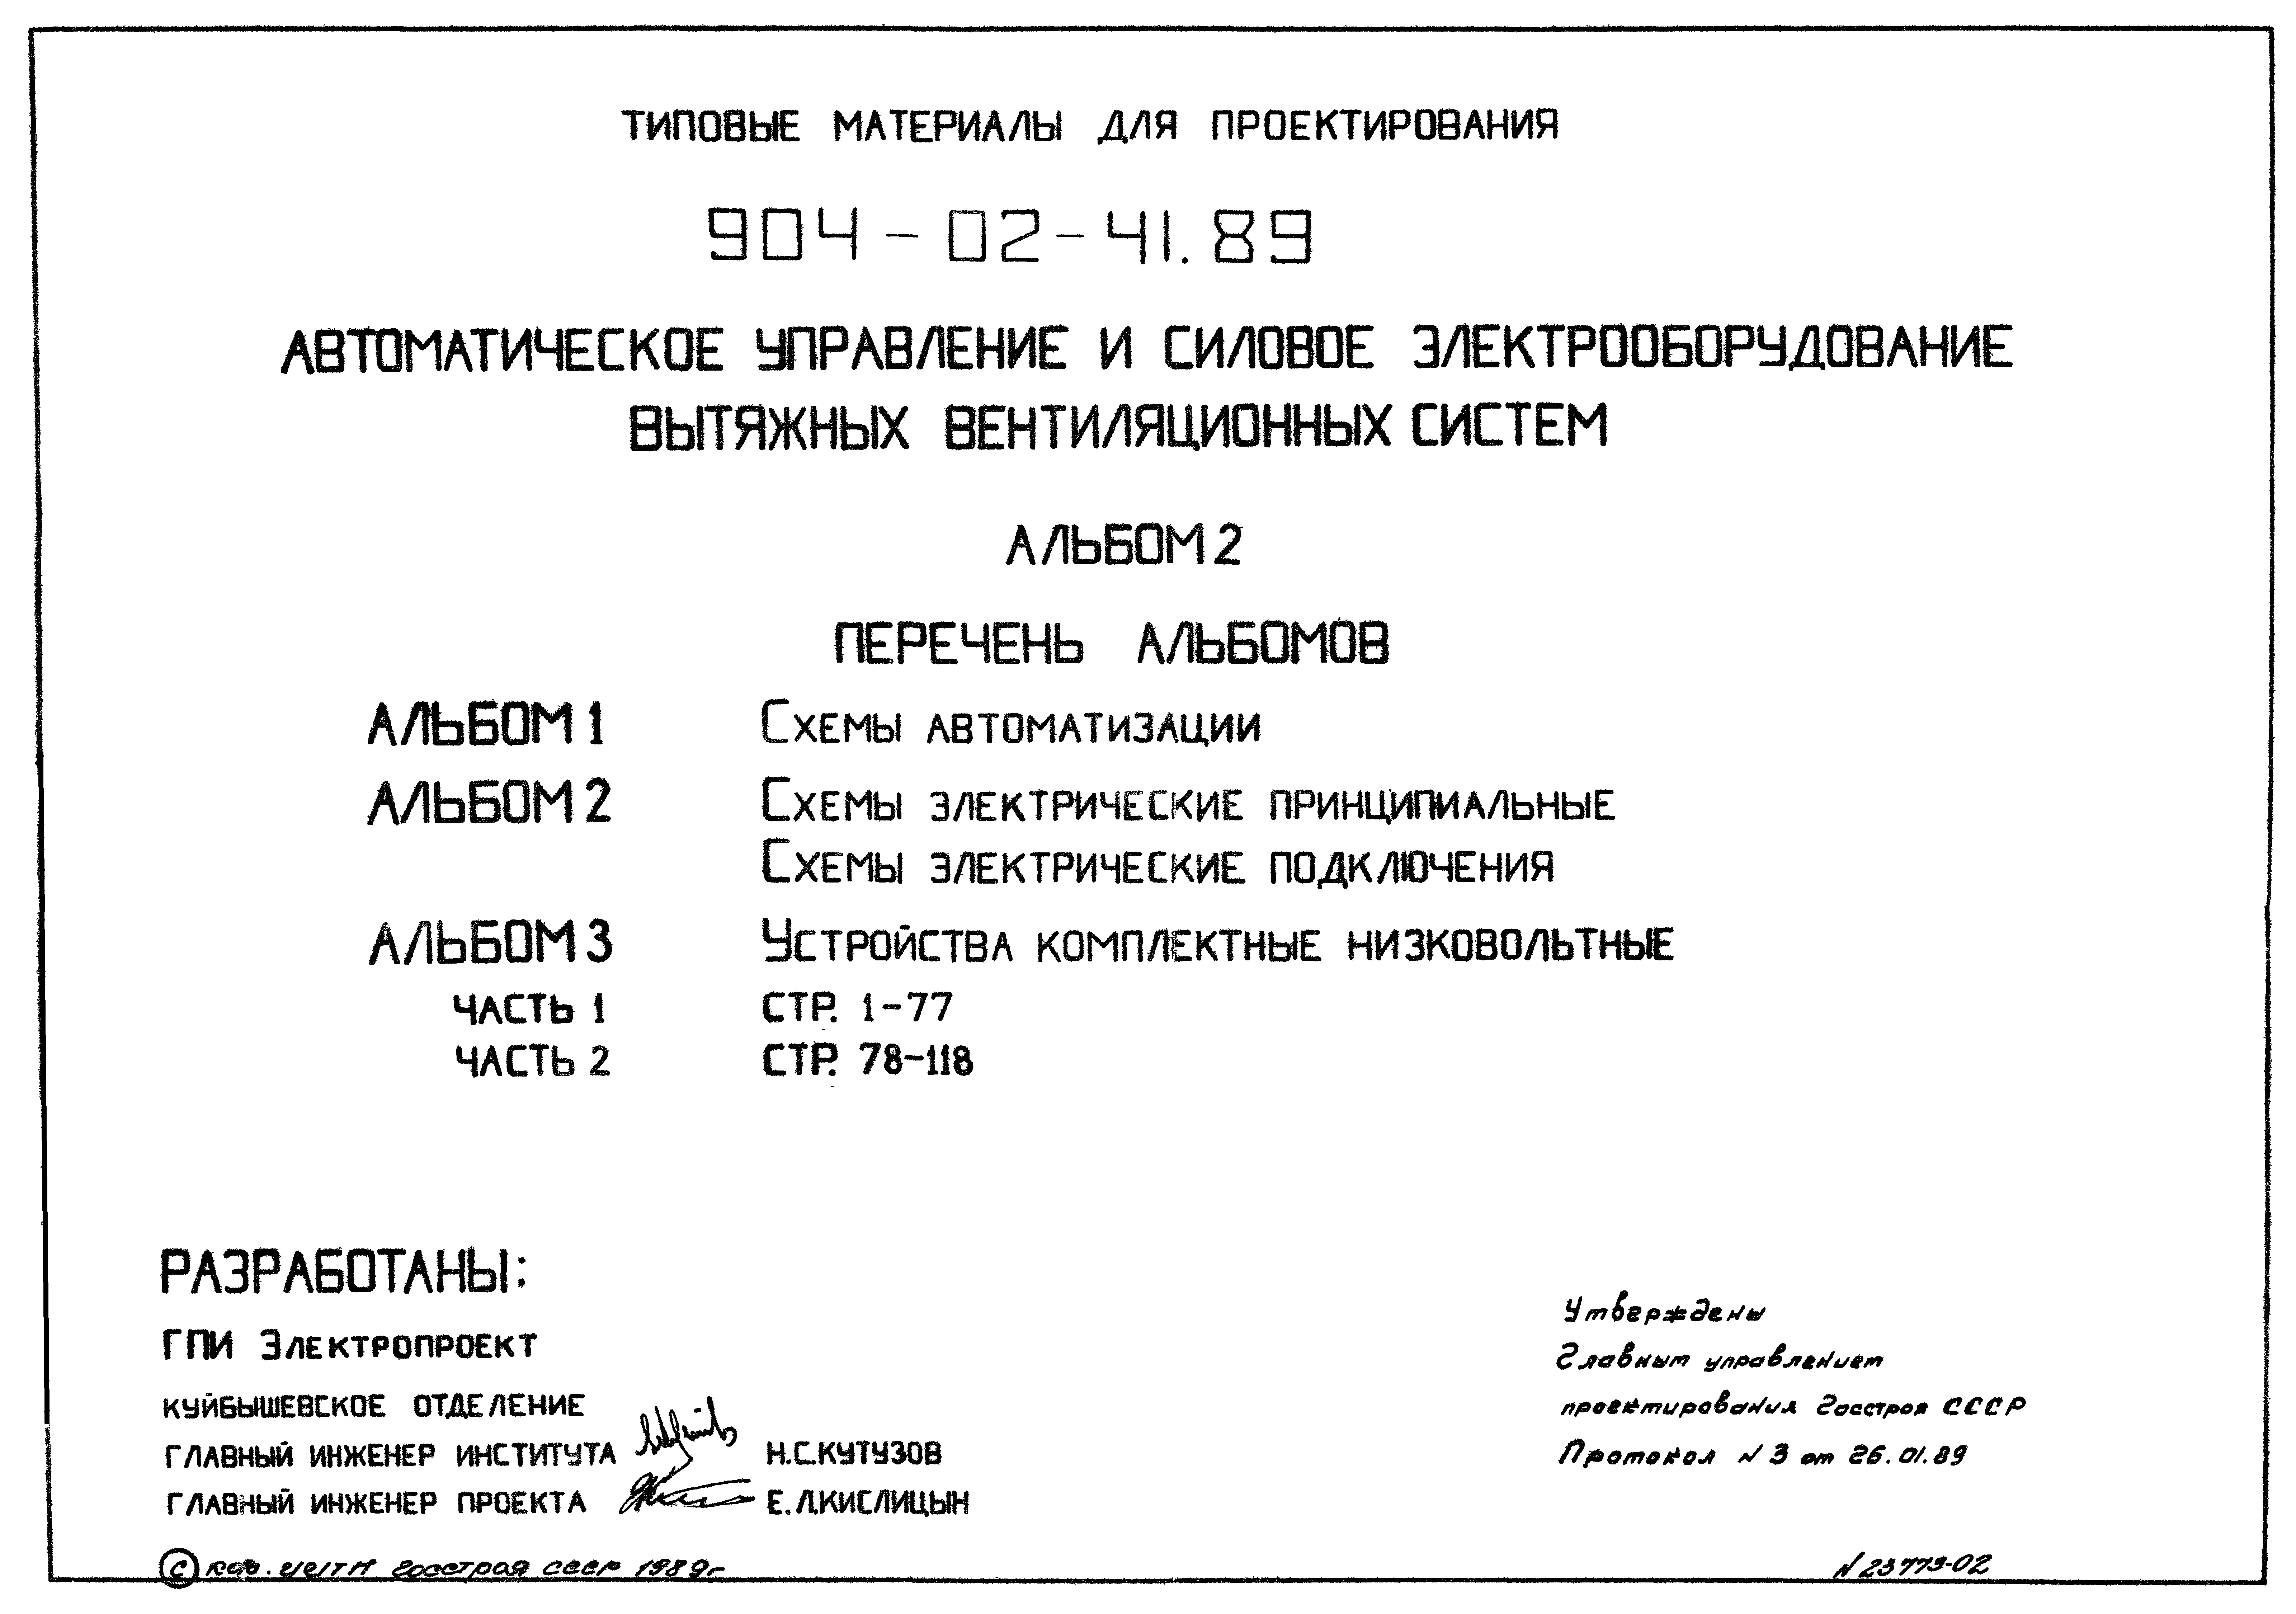 ТИПОВЫЕ МАТЕРИАЛЫ ДЛЯ ПРОЕКТИРОВАНИЯ
904-02-41.89
АВТОМАТИЧЕСКОЕ УПРАВЛЕНИЕ И СИЛОВОЕ ЭЛЕКТРООБОРУДОВАНИЕ
ВЫТЯЖНЫХ ВЕНТИЛЯЦИОННЫХ СИСТЕМ
АЛЬБОМ 2
ПЕРЕЧЕНЬ АЛЬБОМОВ
АЛЬБОМ 1 СХЕМЫ АВТОМАТИЗАЦИИ
АЛЬБОМ 2 СХЕМЫ ЭЛЕКТРИЧЕСКИЕ ПРИНЦИПИАЛЬНЫЕ
СХЕМЫ ЭЛЕКТРИЧЕСКИЕ ПОДКЛЮЧЕНИЯ
АЛЬБОМ 3 УСТРОЙСТВА КОМПЛЕКТНЫЕ НИЗКОВОЛЬТНЫЕ
ЧАСТЬ 1 СТР. 1-77
ЧАСТЬ 2 СТР. 78-118
РАЗРАБОТАНЫ:
ГПИ ЭЛЕКТРОПРОЕКТ
КУЙБЫШЕВСКОЕ ОТДЕЛЕНИЕ
ГЛАВНЫЙ ИНЖЕНЕР ИНСТИТУТА Н.С.КУТУЗОВ
ГЛАВНЫЙ ИНЖЕНЕР ПРОЕКТА Е.Л.КИСЛИЦЫН
Утверждены
Главным управлением
проектирования Госстроя СССР
Протокол N 3 от 26.01.89
© Госстроя СССР 1989г
N 23773-02